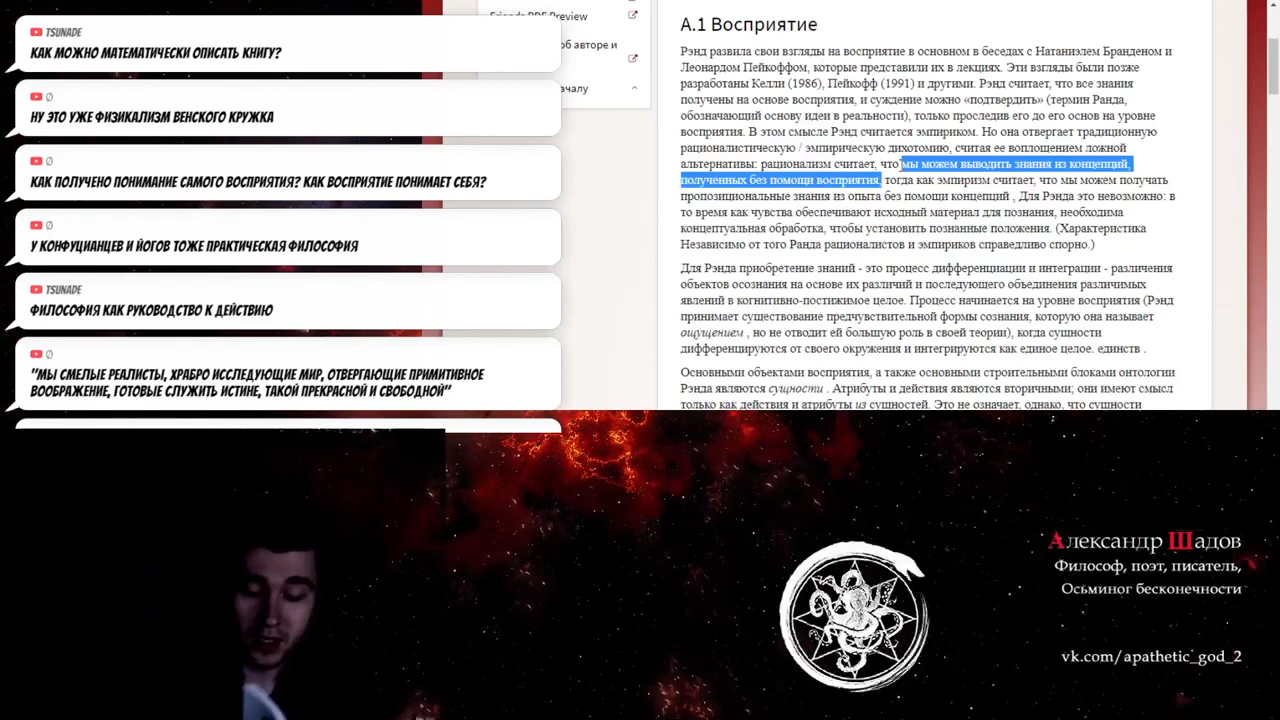 TSUNADE
КАК МОЖНО МАТЕМАТИЧЕСКИ ОПИСАТЬ КНИГУ?
Ø
НУ ЭТО УЖЕ ФИЗИКАЛИЗМ ВЕНСКОГО КРУЖКА
Ø
КАК ПОЛУЧЕНО ПОНИМАНИЕ САМОГО ВОСПРИЯТИЯ? КАК ВОСПРИЯТИЕ ПОНИМАЕТ СЕБЯ?
Ø
У КОНФУЦИАНЦЕВ И ЙОГОВ ТОЖЕ ПРАКТИЧЕСКАЯ ФИЛОСОФИЯ
TSUNADE
ФИЛОСОФИЯ КАК РУКОВОДСТВО К ДЕЙСТВИЮ
Ø
"МЫ СМЕЛЫЕ РЕАЛИСТЫ, ХРАБРО ИССЛЕДУЮЩИЕ МИР, ОТВЕРГАЮЩИЕ ПРИМИТИВНОЕ
ВООБРАЖЕНИЕ, ГОТОВЫЕ СЛУЖИТЬ ИСТИНЕ, ТАКОЙ ПРЕКРАСНОЙ И СВОБОДНОЙ"
Friends PDF Preview
об авторе и
началу
А.1 Восприятие
Рэнд развила свои взгляды на восприятие в основном в беседах с Натаниэлем Бранденом и
Леонардом Пейкоффом, которые представили их в лекциях. Эти взгляды были позже
разработаны Келли (1986), Пейкофф (1991) и другими. Рэнд считает, что все знания
получены на основе восприятия, и суждение можно «подтвердить» (термин Ранда,
обозначающий основу идеи в реальности), только проследив его до его основ на уровне
восприятия. В этом смысле Рэнд считается эмпириком. Но она отвергает традиционную
рационалистическую / эмпирическую дихотомию, считая ее воплощением ложной
альтернативы: рационализм считает, что мы можем выводить знания из концепций,
полученных без помощи восприятия, тогда как эмпиризм считает, что мы можем получать
пропозициональные знания из опыта без помощи концепций , Для Рэнда это невозможно: в
то время как чувства обеспечивают исходный материал для познания, необходима
концептуальная обработка, чтобы установить познанные положения. (Характеристика
Независимо от того Ранда рационалистов и эмпириков справедливо спорно.)
Для Рэнда приобретение знаний - это процесс дифференциации и интеграции - различения
объектов осознания на основе их различий и последующего объединения различимых
явлений в когнитивно-постижимое целое. Процесс начинается на уровне восприятия (Рэнд
принимает существование предчувствительной формы сознания, которую она называет
ощущением , но не отводит ей большую роль в своей теории), когда сущности
дифференцируются от своего окружения и интегрируются как единое целое. единств .
Основными объектами восприятия, а также основными строительными блоками онтологии
Рэнда являются сущности . Атрибуты и действия являются вторичными; они имеют смысл
только как действия и атрибуты из сущностей. Это не означает, однако, что сущности
Александр Шадов
Философ, поэт, писатель,
Осьминог бесконечности
vk.com/apathetic_god_2